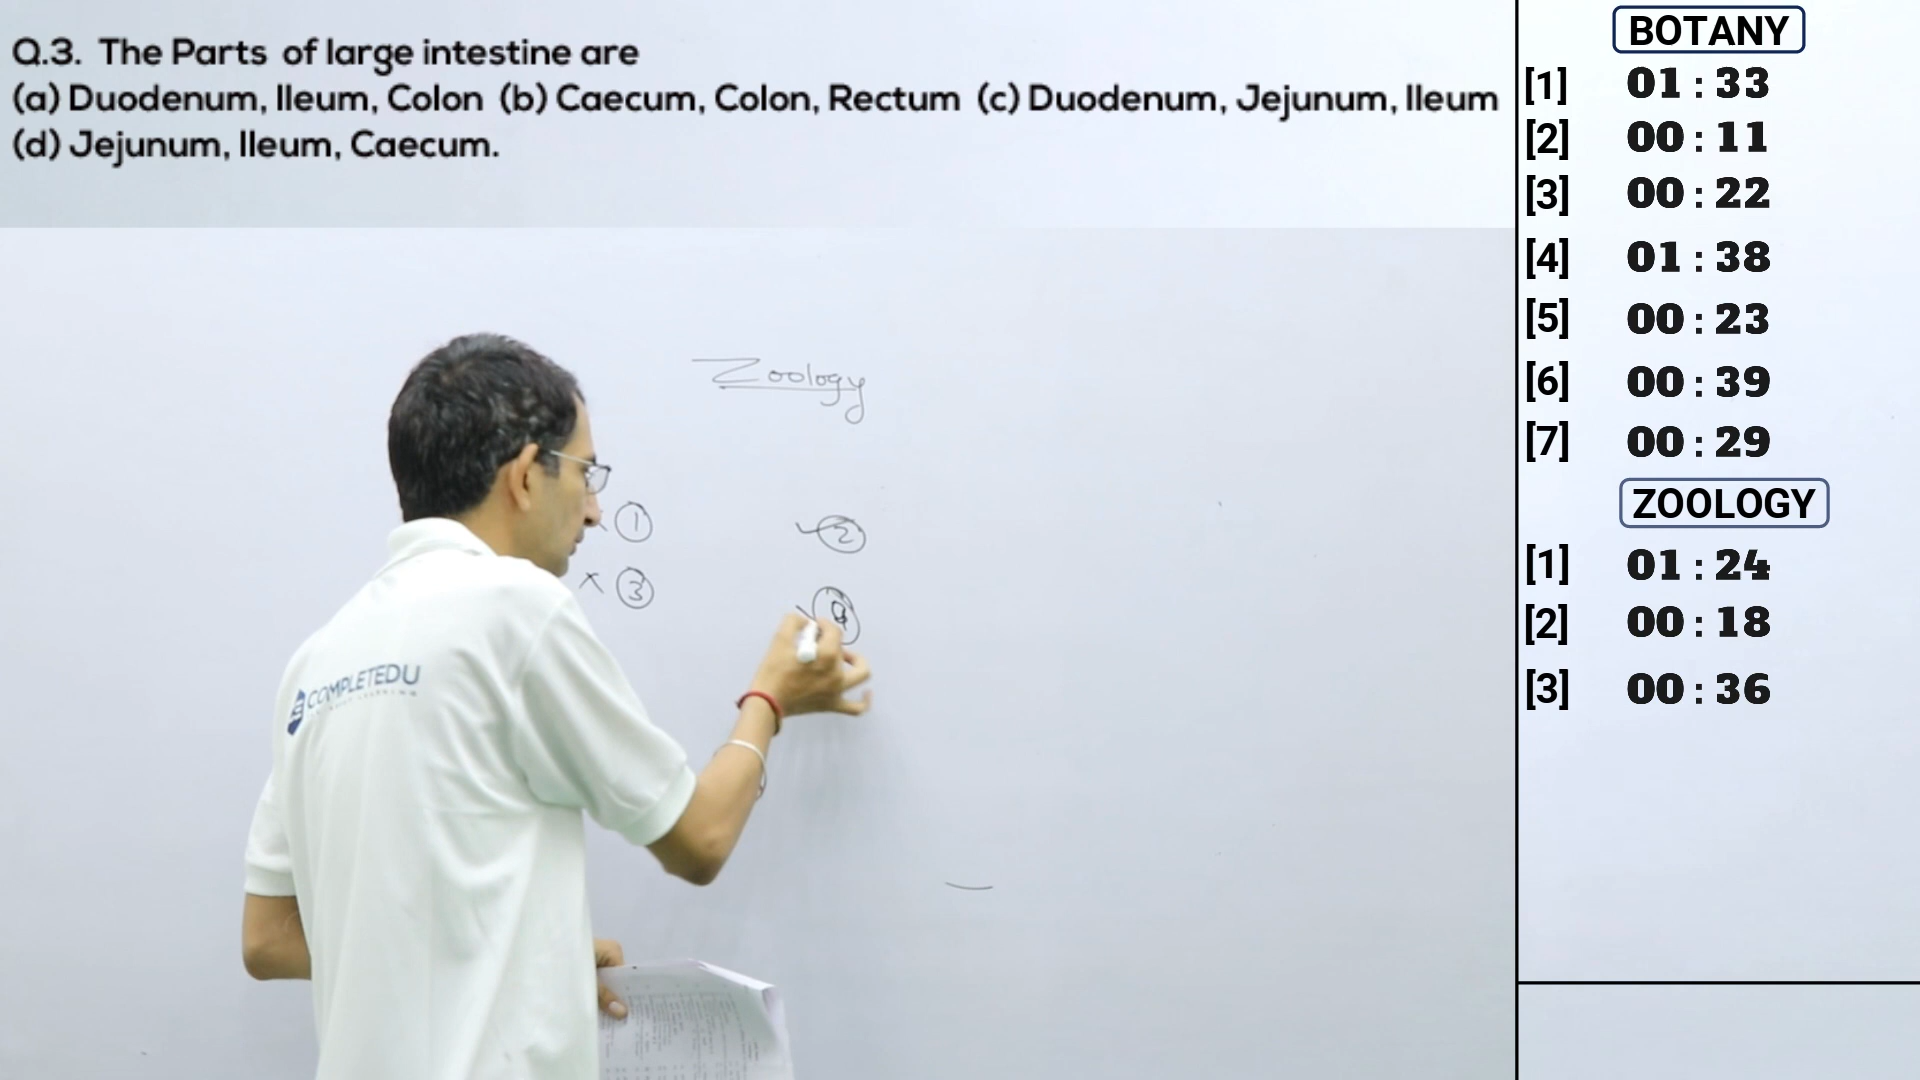 Q.3. The Parts of large intestine are
(a) Duodenum, Ileum, Colon (b) Caecum, Colon, Rectum (c) Duodenum, Jejunum, Ileum
(d) Jejunum, Ileum, Caecum.
Zoology
1 2
x 3
COMPLETEDU
BOTANY
[1] 01 : 33
[2] 00 : 11
[3] 00 : 22
[4] 01 : 38
[5] 00 : 23
[6] 00 : 39
[7] 00 : 29
ZOOLOGY
[1] 01 : 24
[2] 00 : 18
[3] 00 : 36